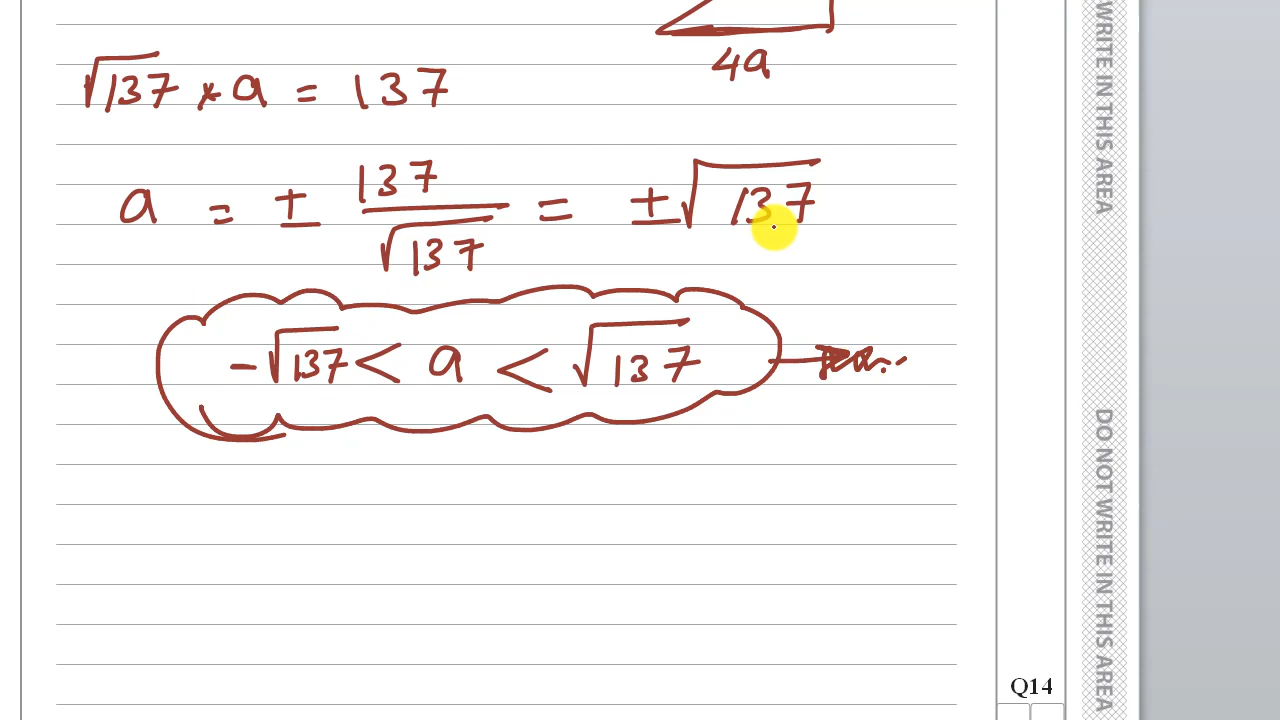 4a
√137 * a = 137
a = ± 137/√137 = ±√137
-√137 < a < √137
Q14
WRITE IN THIS AREA
DO NOT WRITE IN THIS AREA